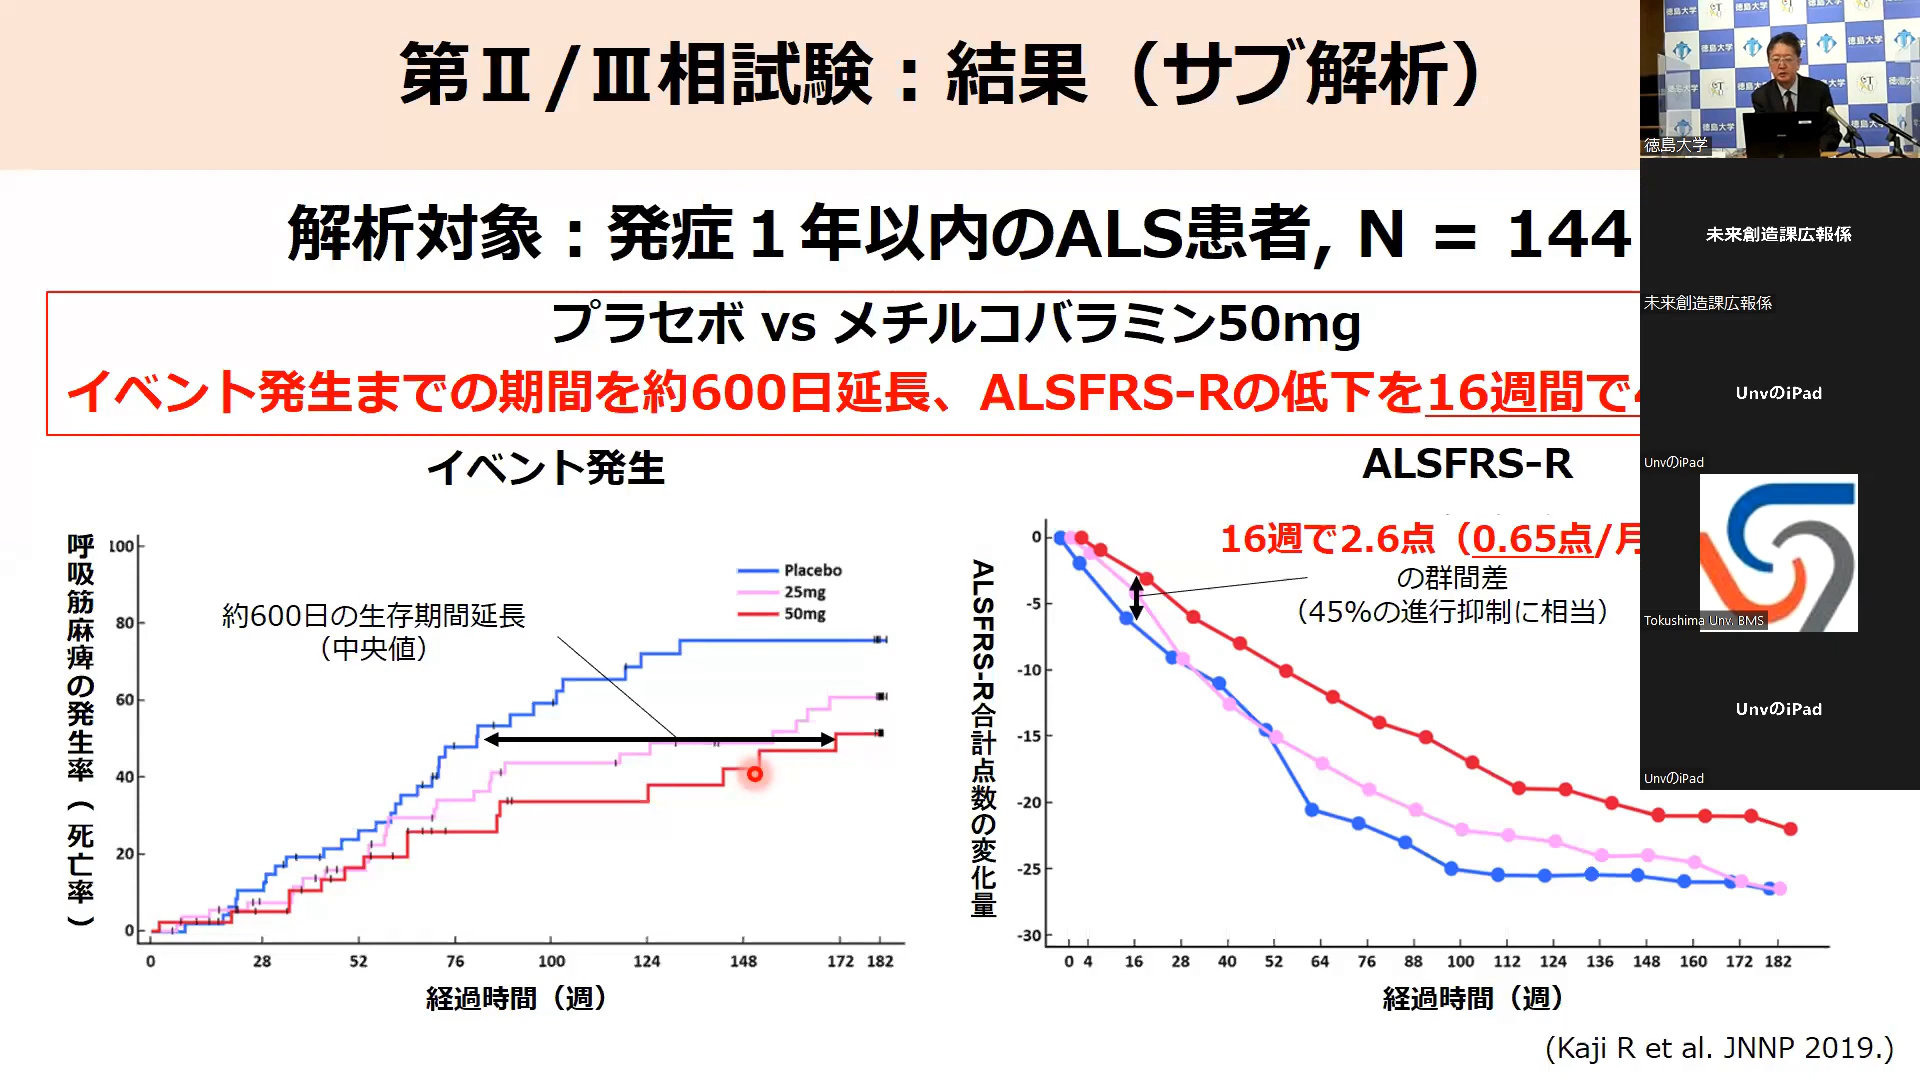 第Ⅱ/Ⅲ相試験：結果（サブ解析）
解析対象：発症１年以内のALS患者, N = 144
プラセボ vs メチルコバラミン50mg
イベント発生までの期間を約600日延長、ALSFRS-Rの低下を16週間で
イベント発生
呼吸筋麻痺の発生率（死亡率）
100
80
60
40
20
0
Placebo
25mg
50mg
約600日の生存期間延長
（中央値）
0 28 52 76 100 124 148 172 182
経過時間（週）
ALSFRS-R
ALSFRS-R合計点数の変化量
0
-5
-10
-15
-20
-25
-30
16週で2.6点（0.65点/月
の群間差
（45%の進行抑制に相当）
0 4 16 28 40 52 64 76 88 100 112 124 136 148 160 172 182
経過時間（週）
(Kaji R et al. JNNP 2019.)
徳島大学
未来創造課広報係
未来創造課広報係
UnvのiPad
UnvのiPad
Tokushima Unv. BMS
UnvのiPad
UnvのiPad